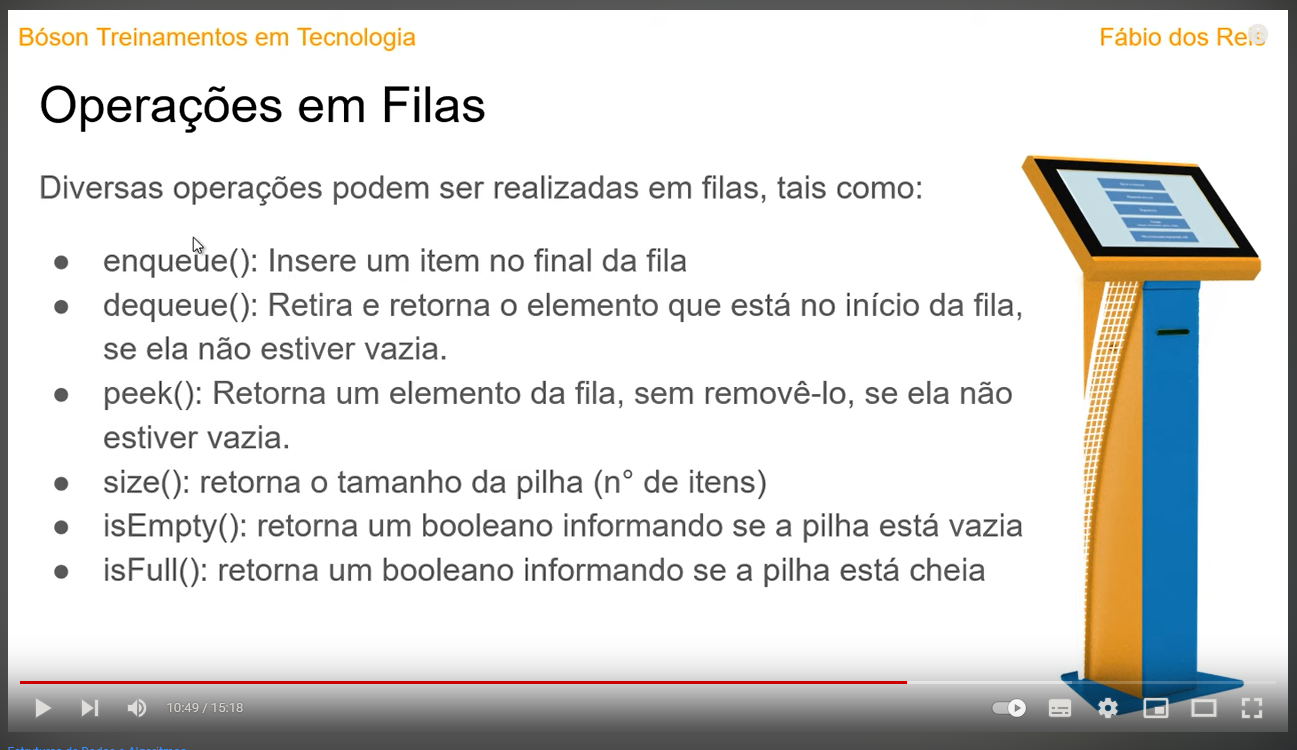 Bóson Treinamentos em Tecnologia
Fábio dos Reis
Operações em Filas
Diversas operações podem ser realizadas em filas, tais como:
● enqueue(): Insere um item no final da fila
● dequeue(): Retira e retorna o elemento que está no início da fila,
se ela não estiver vazia.
● peek(): Retorna um elemento da fila, sem removê-lo, se ela não
estiver vazia.
● size(): retorna o tamanho da pilha (n° de itens)
● isEmpty(): retorna um booleano informando se a pilha está vazia
● isFull(): retorna um booleano informando se a pilha está cheia
10:49 / 15:18